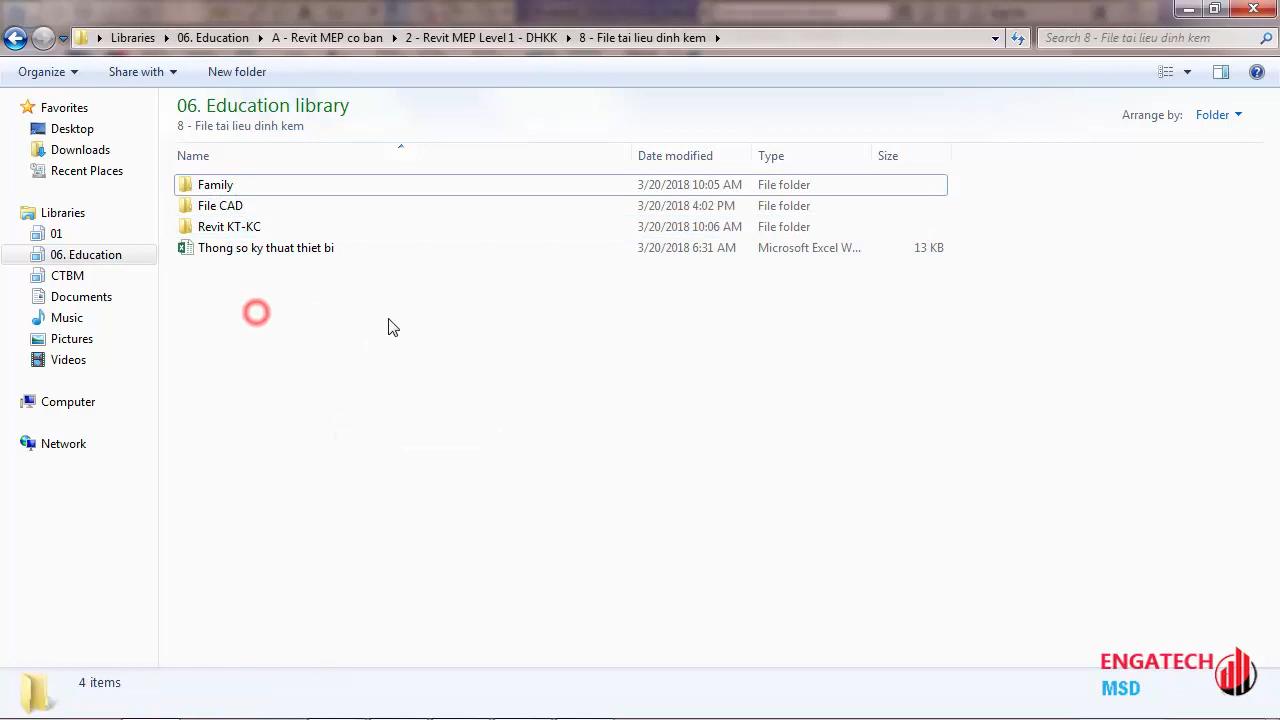 Libraries 06. Education A - Revit MEP co ban 2 - Revit MEP Level 1 - DHKK 8 - File tai lieu dinh kem Search 8 - File tai lieu dinh kem
Organize Share with New folder
Favorites
Desktop
Downloads
Recent Places
Libraries
01
06. Education
CTBM
Documents
Music
Pictures
Videos
Computer
Network
06. Education library
8 - File tai lieu dinh kem
Arrange by: Folder
Name Date modified Type Size
Family 3/20/2018 10:05 AM File folder
File CAD 3/20/2018 4:02 PM File folder
Revit KT-KC 3/20/2018 10:06 AM File folder
Thong so ky thuat thiet bi 3/20/2018 6:31 AM Microsoft Excel W... 13 KB
4 items
ENGATECH
MSD